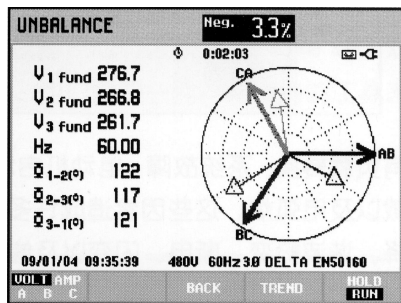 UNBALANCE Neg. 3.3%
0:02:03
V1 fund 276.7
V2 fund 266.8
V3 fund 261.7
Hz 60.00
Φ1-2(°) 122
Φ2-3(°) 117
Φ3-1(°) 121
CA
AB
BC
09/01/04 09:35:39 480V 60Hz 3Ø DELTA EN50160
VOLT AMP
A B C
BACK TREND
HOLD
RUN